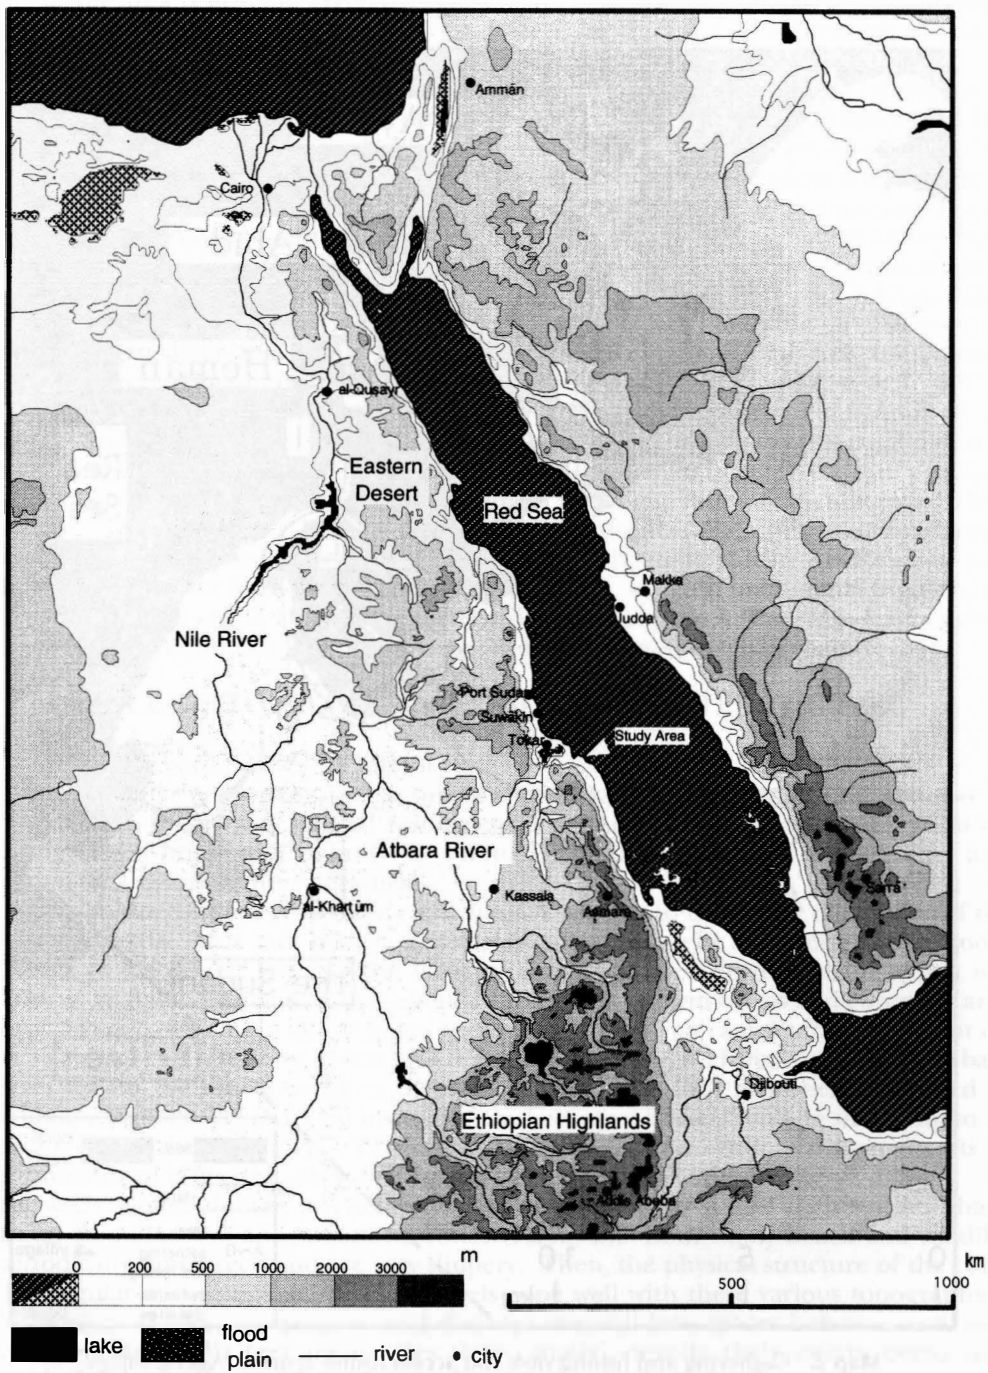 Ammān
Cairo
al-Qusayr
Eastern
Desert
Red Sea
Makka
Judda
Nile River
Port Sudan
Suwakin
Tokar
Study Area
Atbara River
Kassala
al-Khartūm
Asmara
Djibouti
Ethiopian Highlands
Addis Abeba
m
km
0 200 500 1000 2000 3000
500 1000
lake
flood
plain
river
city